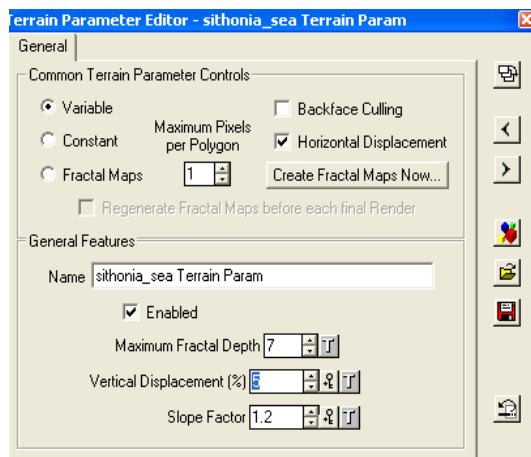 Terrain Parameter Editor - sithonia_sea Terrain Param
General
Common Terrain Parameter Controls
Variable
Backface Culling
Constant
Maximum Pixels
per Polygon
Horizontal Displacement
Fractal Maps
1
Create Fractal Maps Now...
Regenerate Fractal Maps before each final Render
General Features
Name sithonia_sea Terrain Param
Enabled
Maximum Fractal Depth 7 T
Vertical Displacement (%) 5 T
Slope Factor 1.2 T